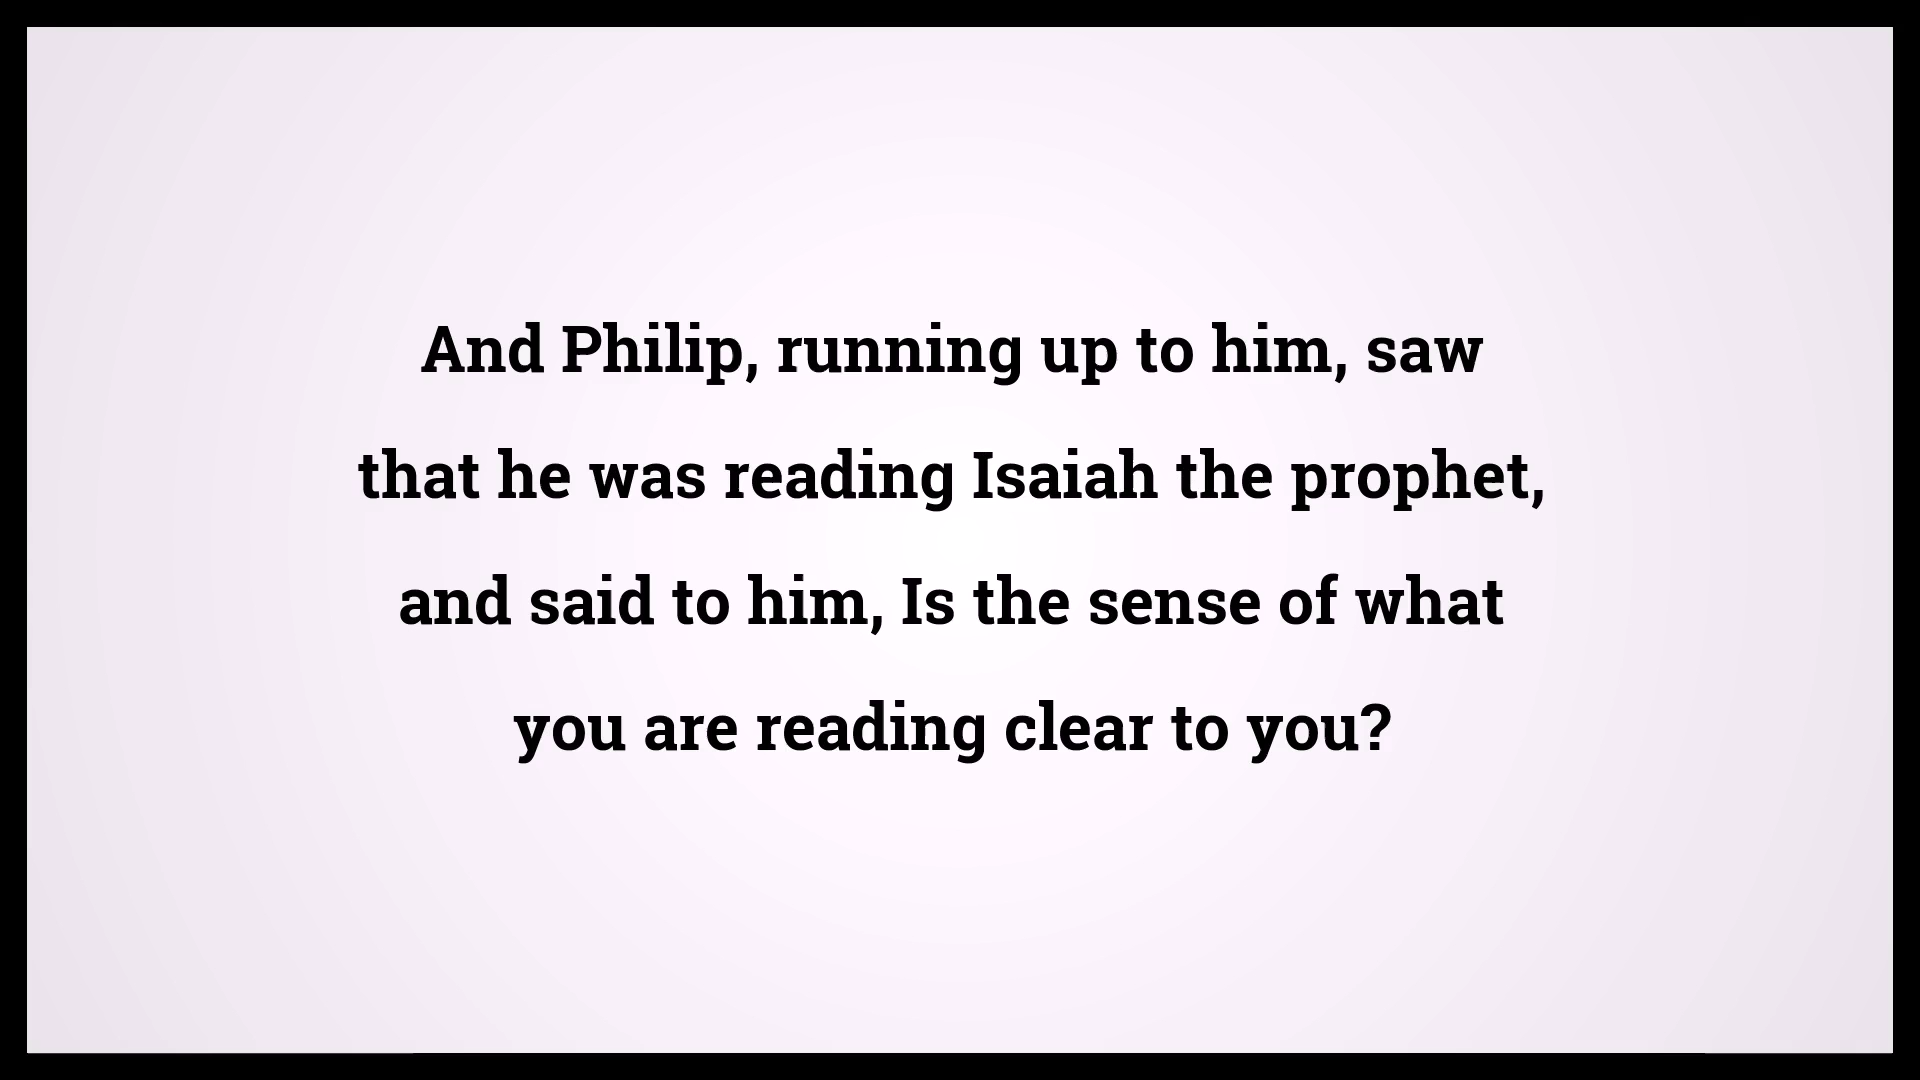 And Philip, running up to him, saw
that he was reading Isaiah the prophet,
and said to him, Is the sense of what
you are reading clear to you?